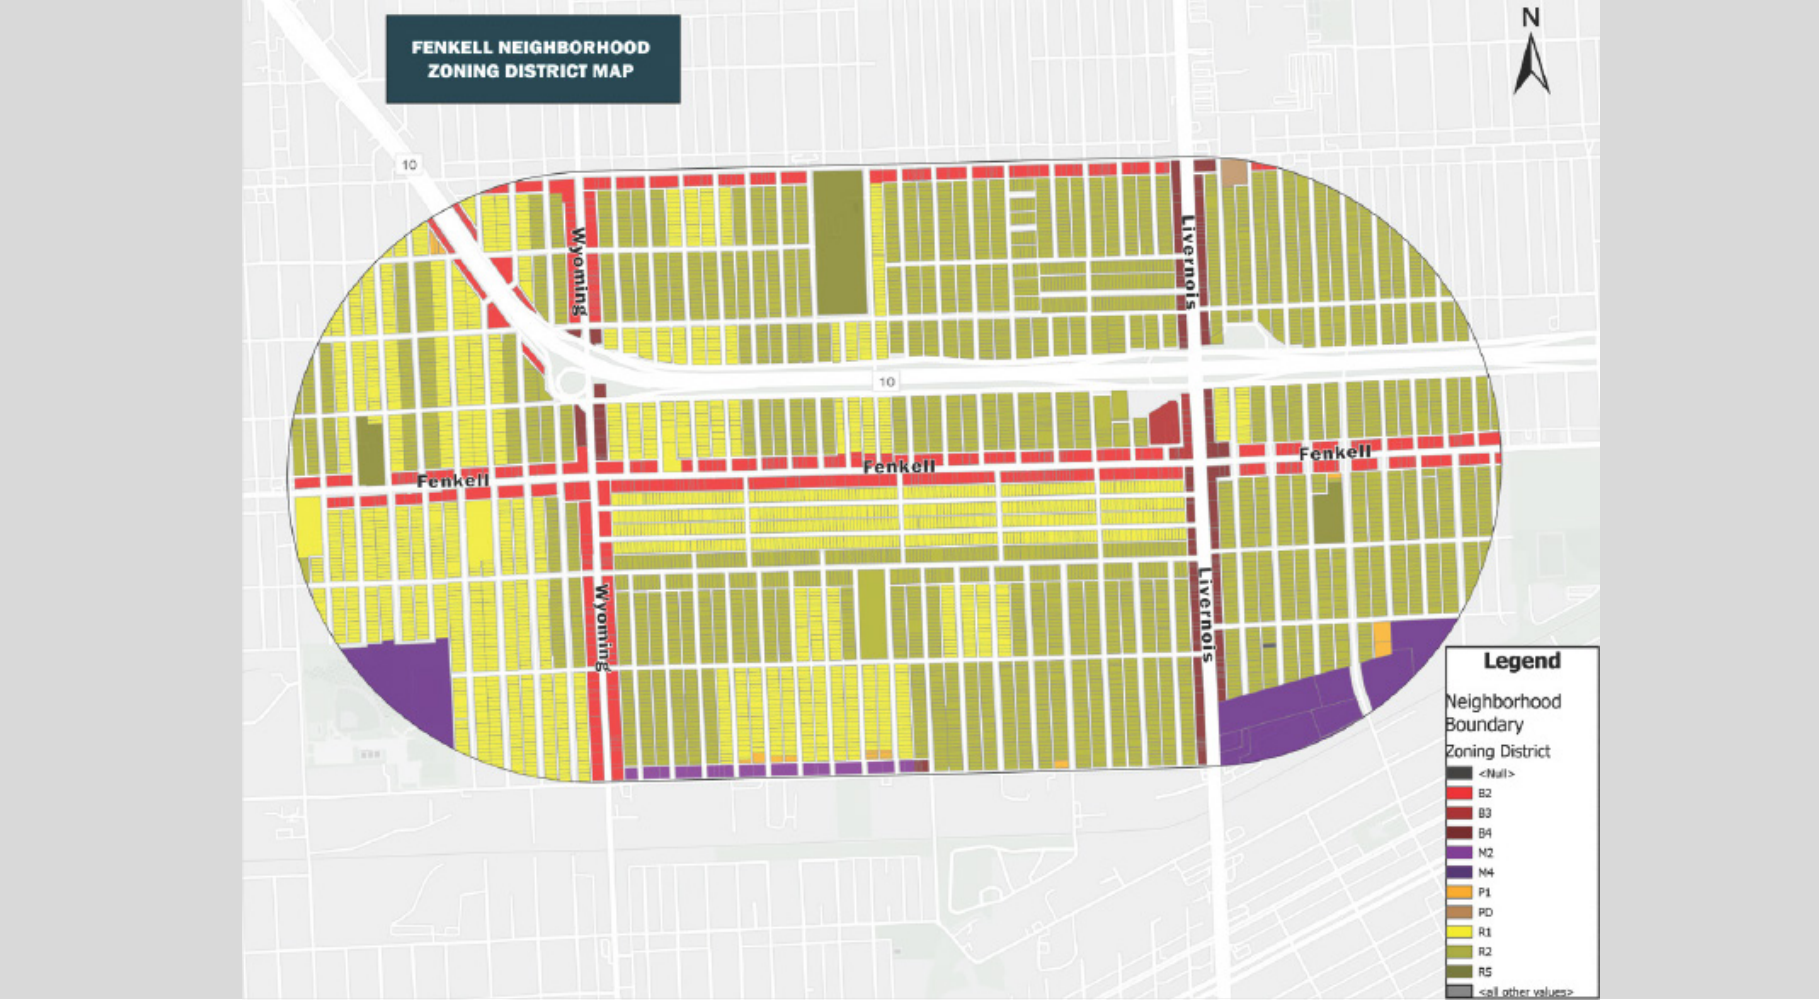 FENKELL NEIGHBORHOOD
ZONING DISTRICT MAP
N
10
Wyoming
Livernois
10
Fenkell
Fenkell
Fenkell
Wyoming
Livernois
Legend
Neighborhood
Boundary
Zoning District
<Null>
B2
B3
B4
M2
M4
P1
PD
R1
R2
R5
<all other values>